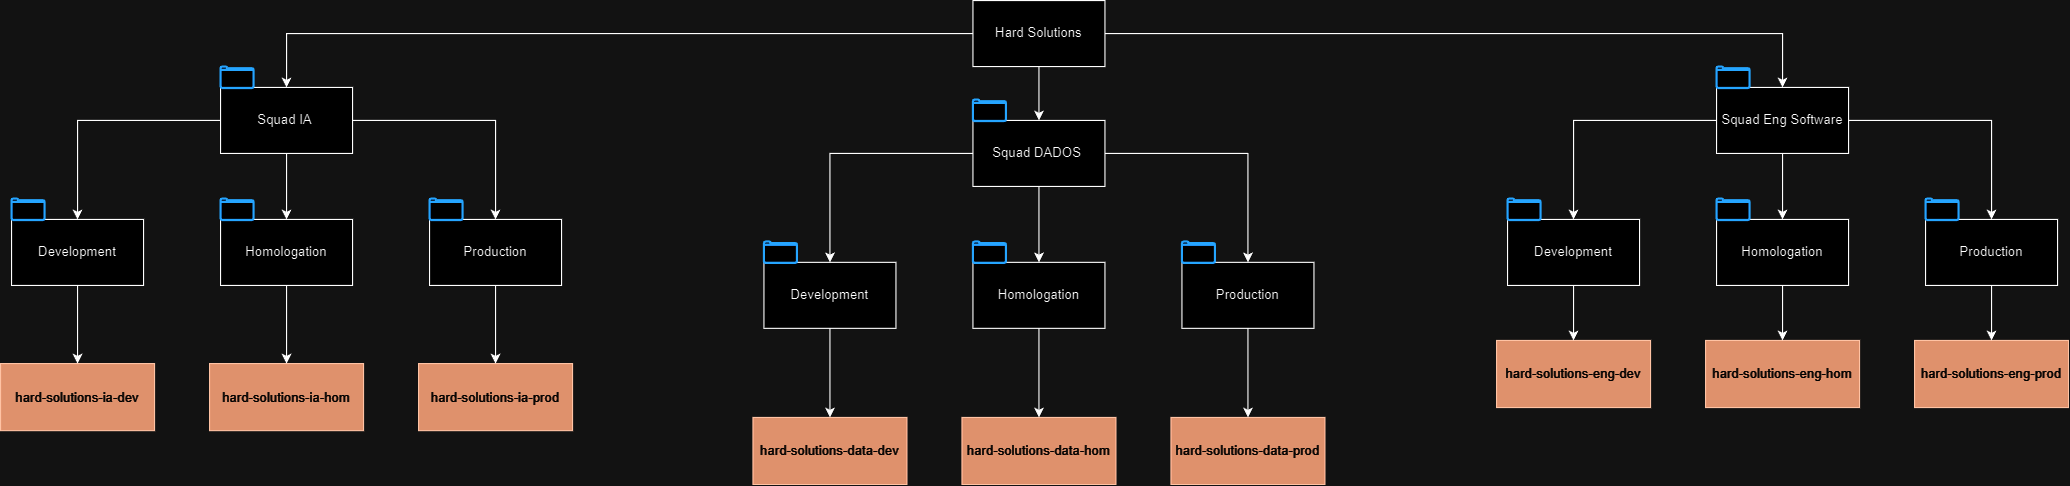 Hard Solutions
Squad IA
Squad DADOS
Squad Eng Software
Development
Homologation
Production
Development
Homologation
Production
Development
Homologation
Production
hard-solutions-ia-dev
hard-solutions-ia-hom
hard-solutions-ia-prod
hard-solutions-data-dev
hard-solutions-data-hom
hard-solutions-data-prod
hard-solutions-eng-dev
hard-solutions-eng-hom
hard-solutions-eng-prod